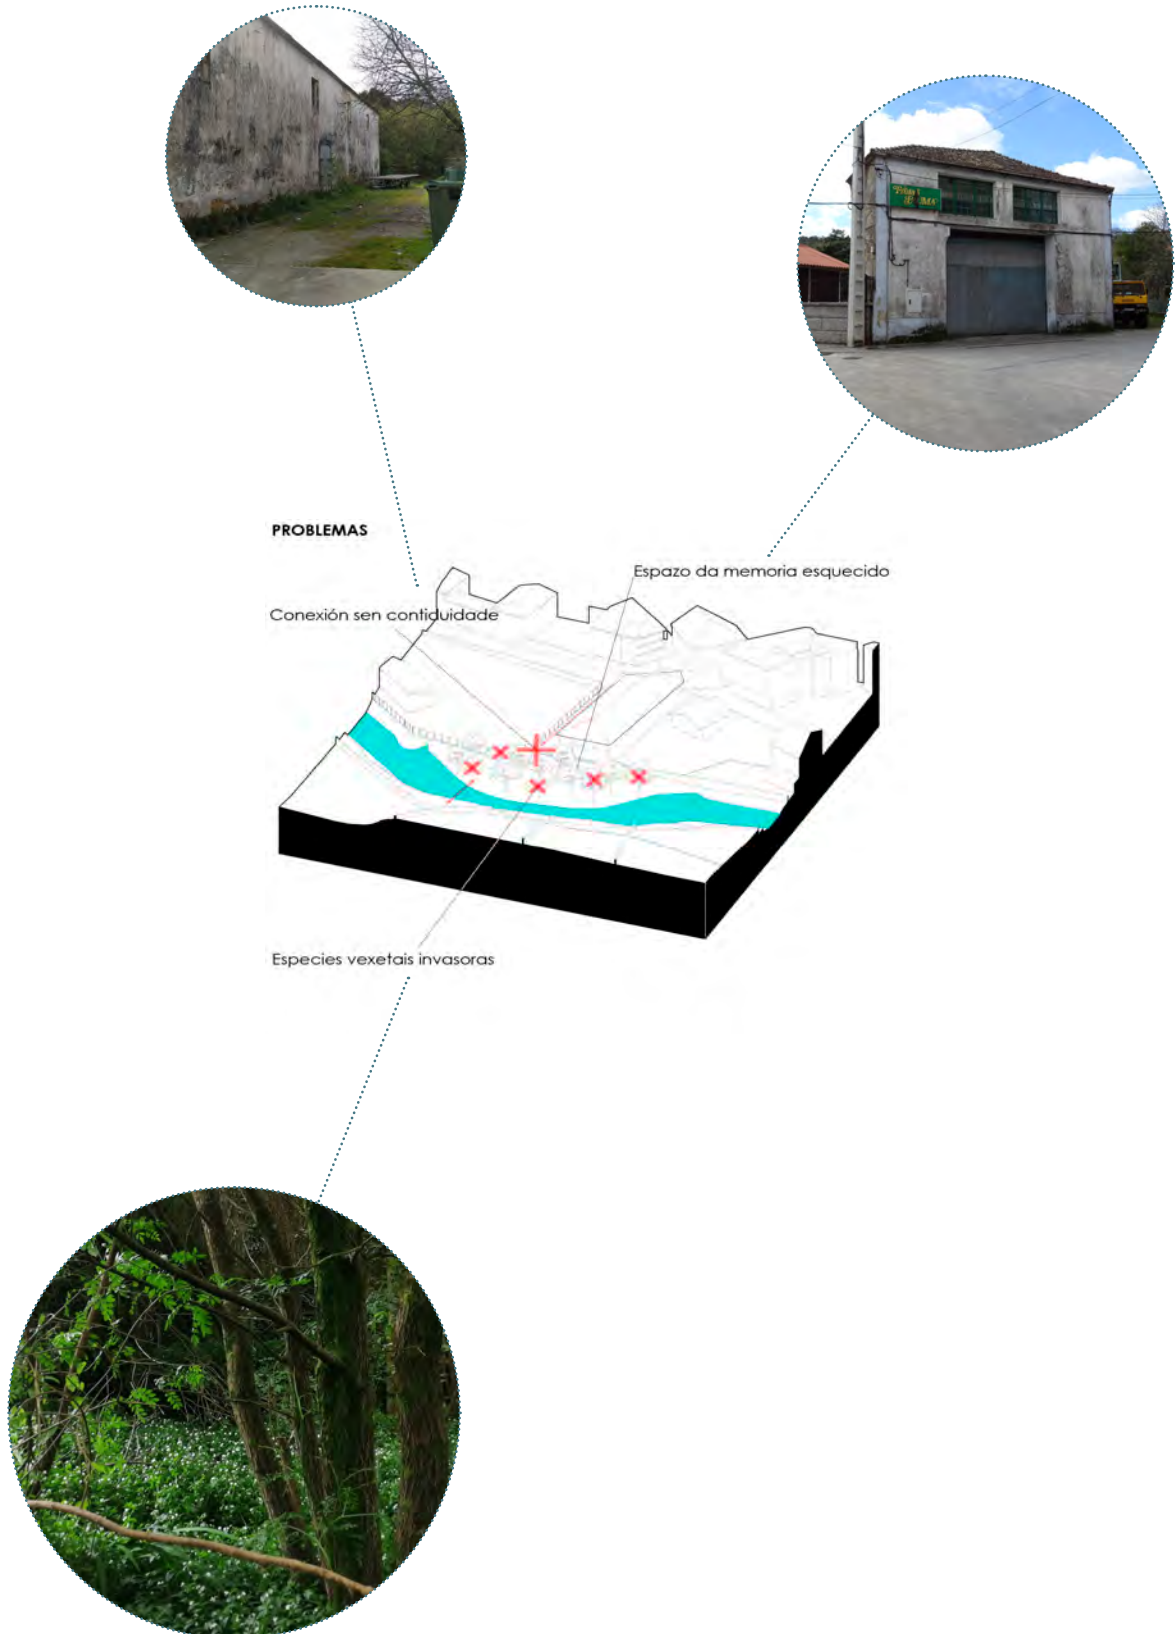 PROBLEMAS
Espazo da memoria esquecido
Conexión sen contiduidade
Especies vexetais invasoras